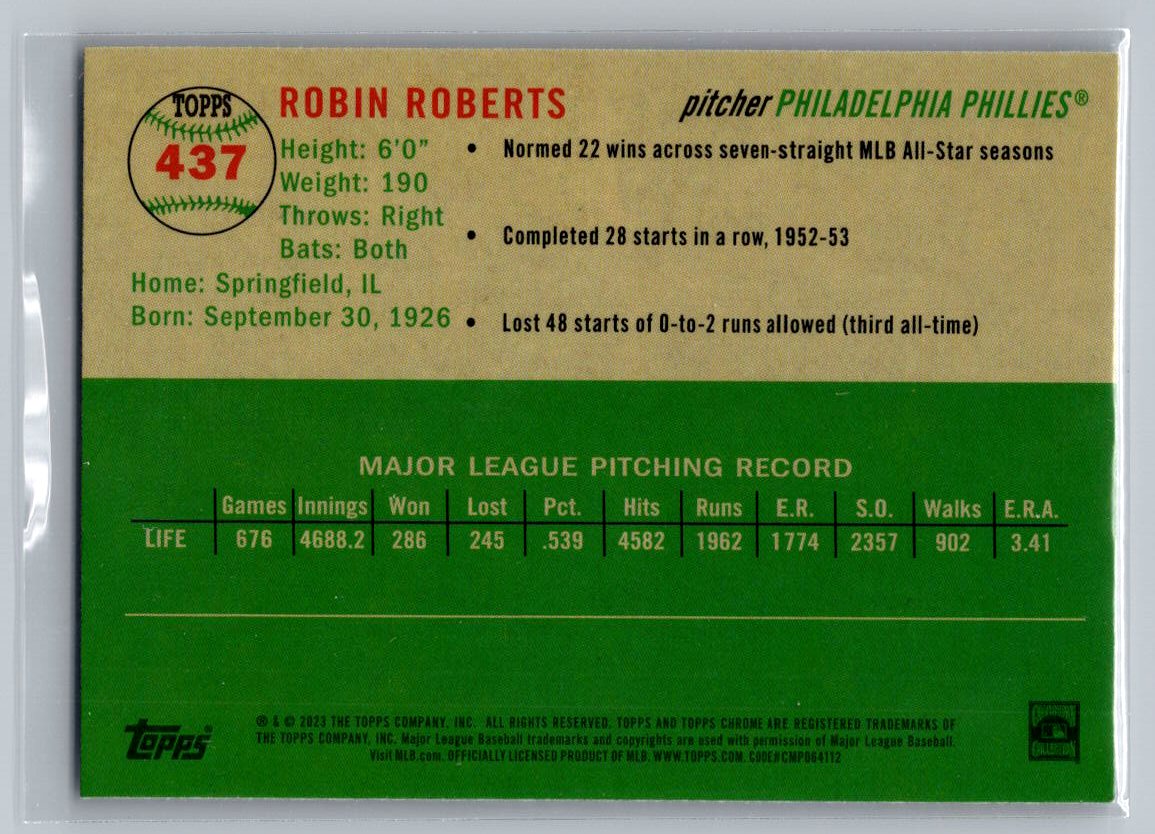 TOPPS
437
ROBIN ROBERTS
pitcher PHILADELPHIA PHILLIES®
Height: 6'0"
Weight: 190
Throws: Right
Bats: Both
Home: Springfield, IL
Born: September 30, 1926
• Normed 22 wins across seven-straight MLB All-Star seasons
• Completed 28 starts in a row, 1952-53
• Lost 48 starts of 0-to-2 runs allowed (third all-time)
MAJOR LEAGUE PITCHING RECORD
Games Innings Won Lost Pct. Hits Runs E.R. S.O. Walks E.R.A.
LIFE 676 4688.2 286 245 .539 4582 1962 1774 2357 902 3.41
Topps®
® & © 2023 THE TOPPS COMPANY, INC. ALL RIGHTS RESERVED. TOPPS AND TOPPS CHROME ARE REGISTERED TRADEMARKS OF
THE TOPPS COMPANY, INC. Major League Baseball trademarks and copyrights are used with permission of Major League Baseball.
Visit MLB.com. OFFICIALLY LICENSED PRODUCT OF MLB. WWW.TOPPS.COM. CODE#CMP064112